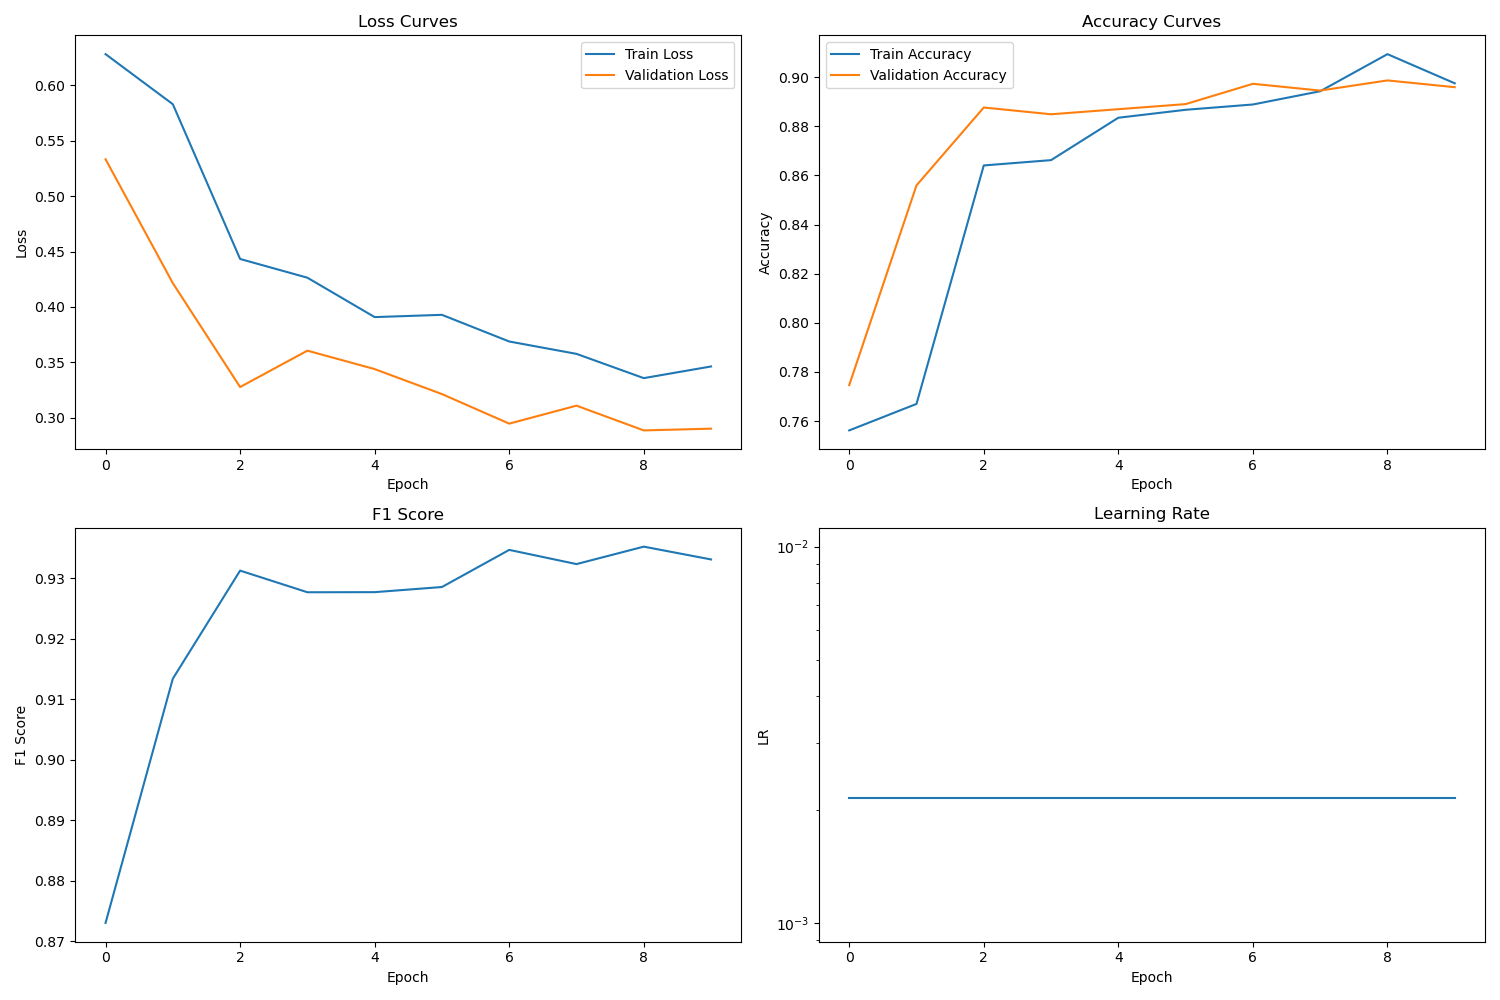 Loss Curves
Train Loss
Validation Loss
0.60
0.55
0.50
0.45
0.40
0.35
0.30
Loss
0 2 4 6 8
Epoch
Accuracy Curves
Train Accuracy
Validation Accuracy
0.90
0.88
0.86
0.84
0.82
0.80
0.78
0.76
Accuracy
0 2 4 6 8
Epoch
F1 Score
0.93
0.92
0.91
0.90
0.89
0.88
0.87
F1 Score
0 2 4 6 8
Epoch
Learning Rate
10⁻²
10⁻³
LR
0 2 4 6 8
Epoch